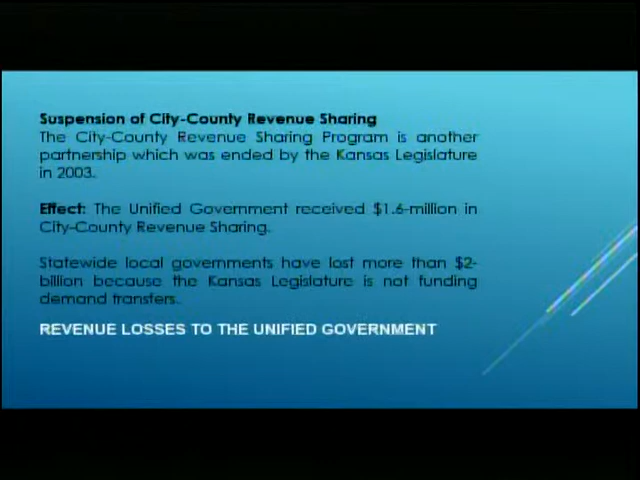 Suspension of City-County Revenue Sharing
The City-County Revenue Sharing Program is another
partnership which was ended by the Kansas Legislature
in 2003.
Effect: The Unified Government received $1.6-million in
City-County Revenue Sharing.
Statewide local governments have lost more than $2-
billion because the Kansas Legislature is not funding
demand transfers.
REVENUE LOSSES TO THE UNIFIED GOVERNMENT